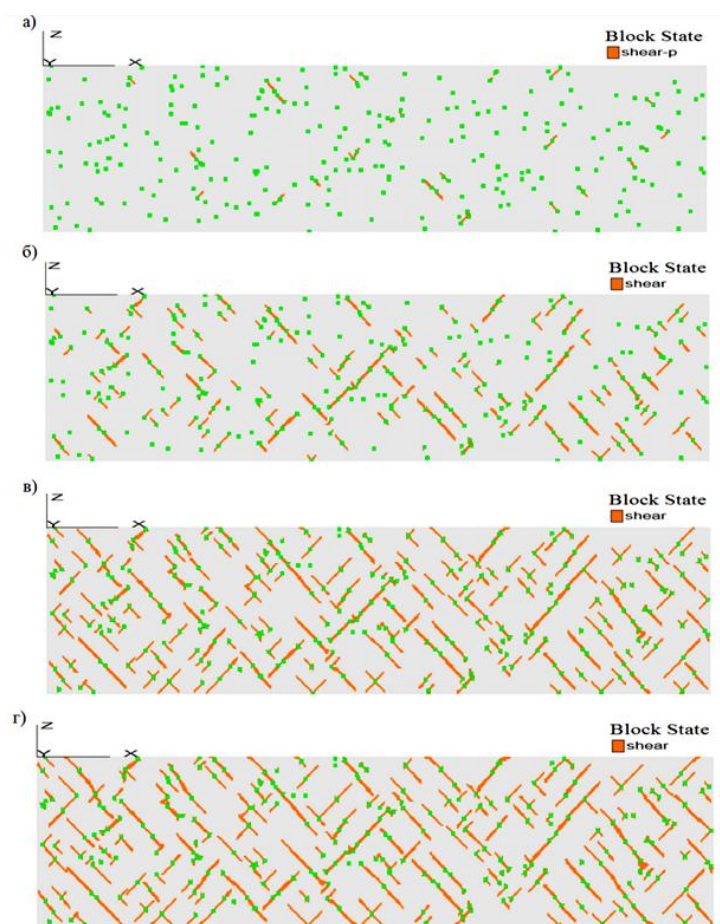 а)
Z
Y X
Block State
shear-p
б)
Z
Y X
Block State
shear
в)
Z
Y X
Block State
shear
г)
Z
Y X
Block State
shear